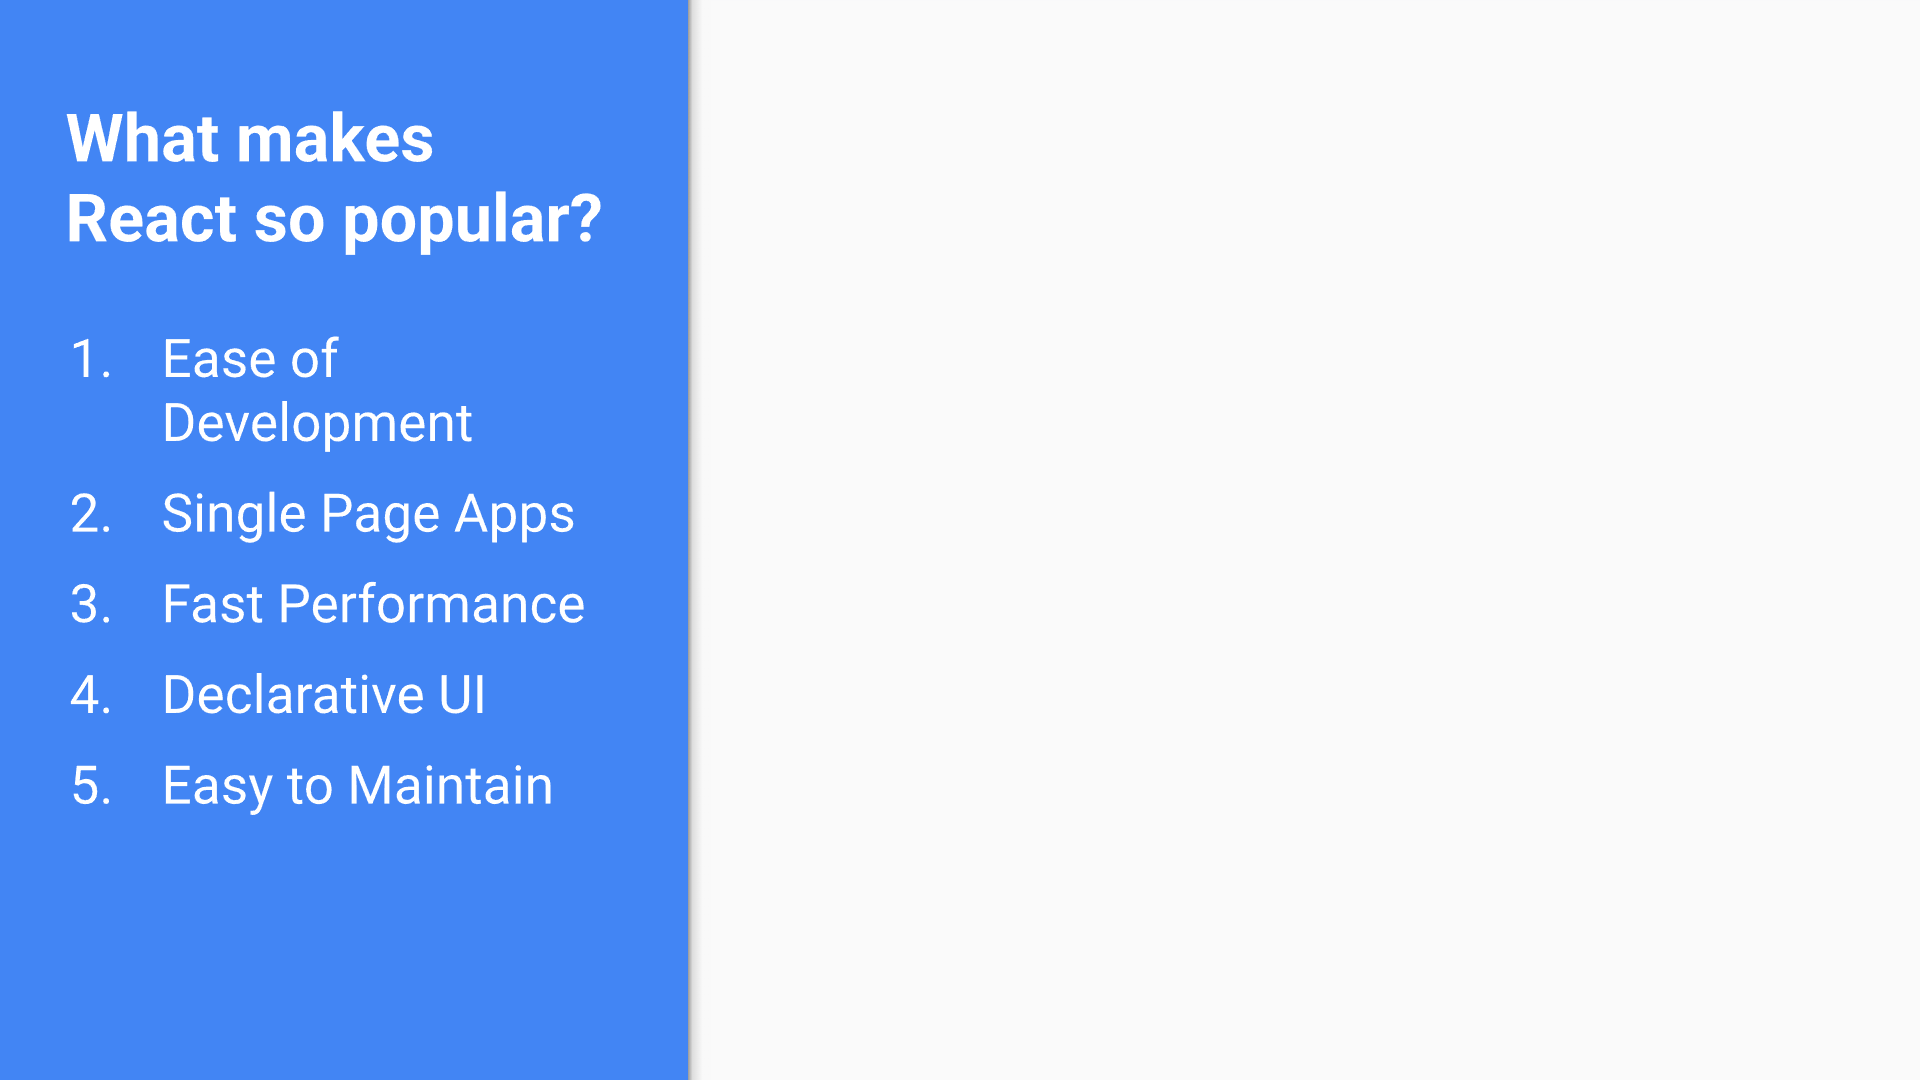 What makes
React so popular?
1. Ease of
Development
2. Single Page Apps
3. Fast Performance
4. Declarative UI
5. Easy to Maintain